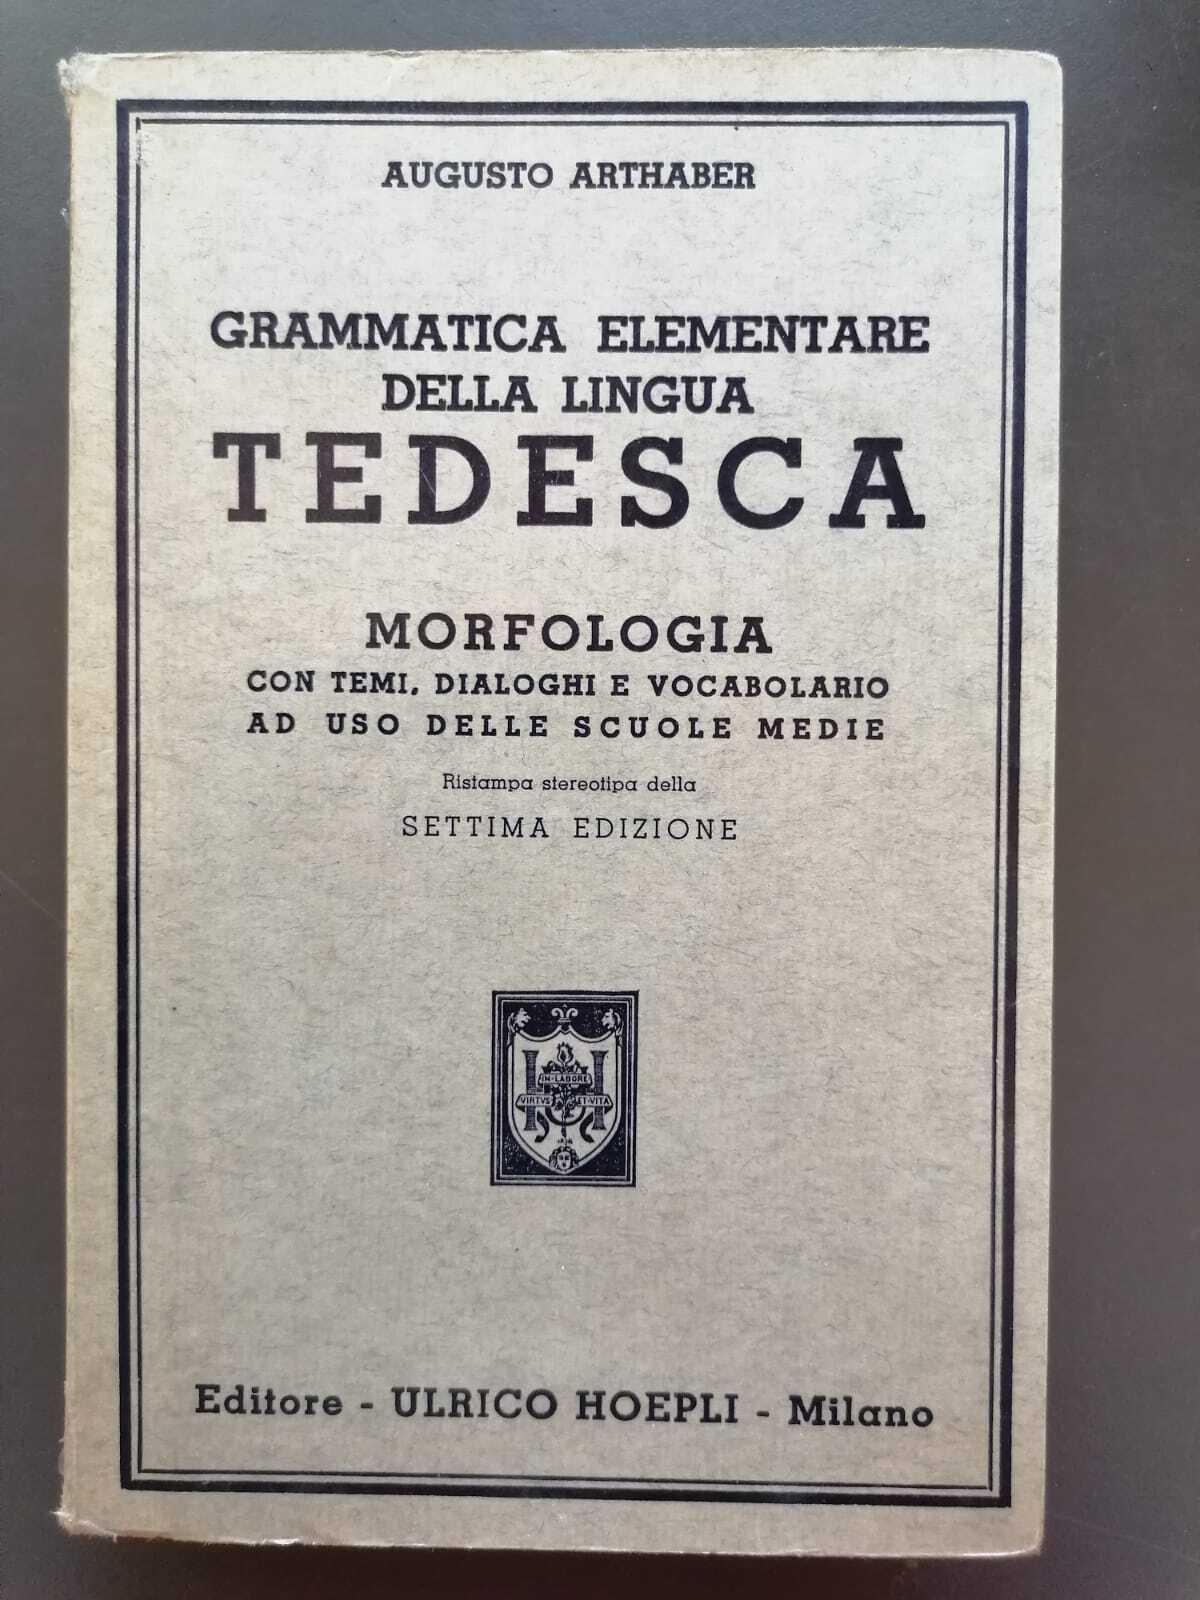 AUGUSTO ARTHABER
GRAMMATICA ELEMENTARE
DELLA LINGUA
TEDESCA
MORFOLOGIA
CON TEMI, DIALOGHI E VOCABOLARIO
AD USO DELLE SCUOLE MEDIE
Ristampa stereotipa della
SETTIMA EDIZIONE
IN·LABORE
VIRTVS ET·VITA
Editore - ULRICO HOEPLI - Milano